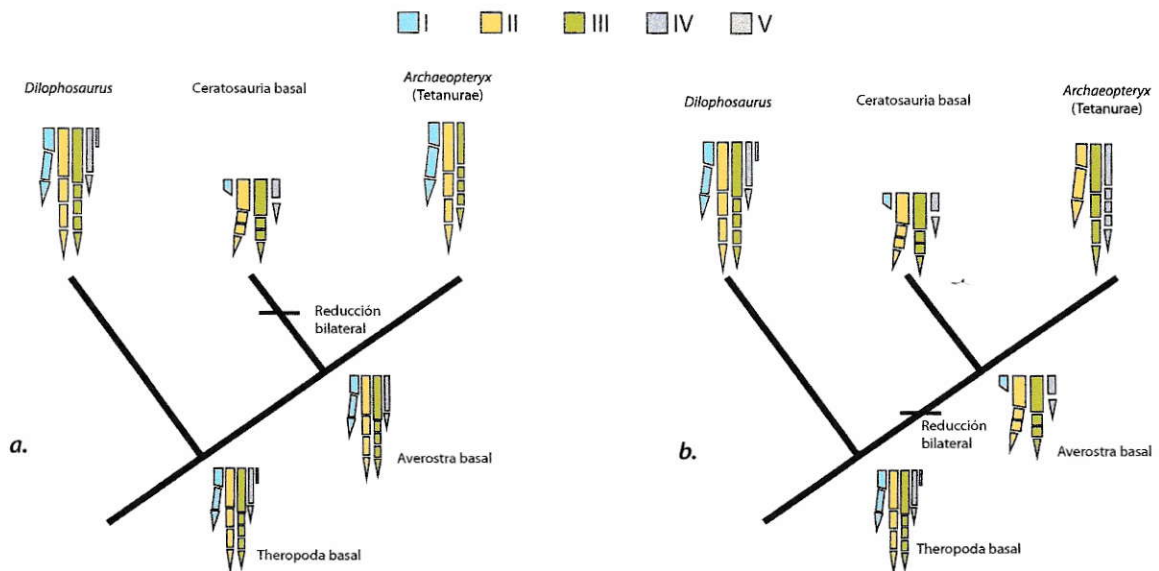 I II III IV V
Dilophosaurus
Ceratosauria basal
Archaeopteryx
(Tetanurae)
Reducción
bilateral
Averostra basal
Theropoda basal
a.
Dilophosaurus
Ceratosauria basal
Archaeopteryx
(Tetanurae)
Reducción
bilateral
Averostra basal
Theropoda basal
b.